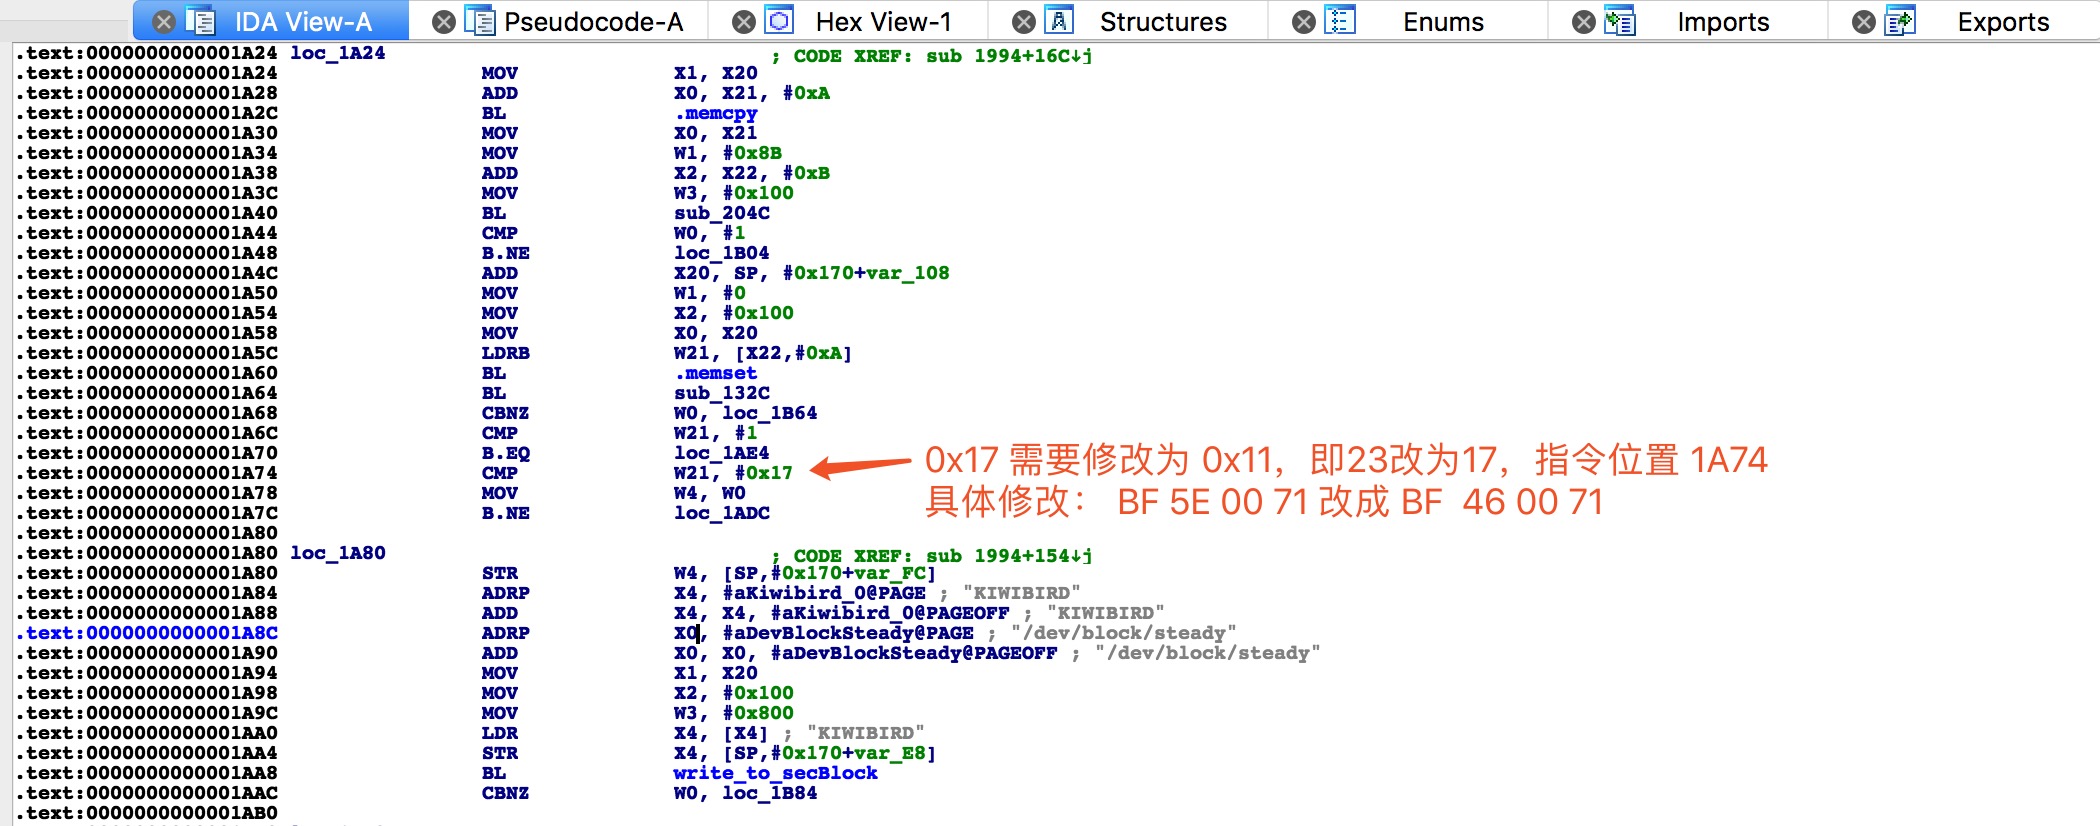 IDA View-A Pseudocode-A Hex View-1 Structures Enums Imports Exports
.text:0000000000001A24 loc_1A24 ; CODE XREF: sub 1994+16C↓j
.text:0000000000001A24 MOV X1, X20
.text:0000000000001A28 ADD X0, X21, #0xA
.text:0000000000001A2C BL .memcpy
.text:0000000000001A30 MOV X0, X21
.text:0000000000001A34 MOV W1, #0x8B
.text:0000000000001A38 ADD X2, X22, #0xB
.text:0000000000001A3C MOV W3, #0x100
.text:0000000000001A40 BL sub_204C
.text:0000000000001A44 CMP W0, #1
.text:0000000000001A48 B.NE loc_1B04
.text:0000000000001A4C ADD X20, SP, #0x170+var_108
.text:0000000000001A50 MOV W1, #0
.text:0000000000001A54 MOV X2, #0x100
.text:0000000000001A58 MOV X0, X20
.text:0000000000001A5C LDRB W21, [X22,#0xA]
.text:0000000000001A60 BL .memset
.text:0000000000001A64 BL sub_132C
.text:0000000000001A68 CBNZ W0, loc_1B64
.text:0000000000001A6C CMP W21, #1
.text:0000000000001A70 B.EQ loc_1AE4
.text:0000000000001A74 CMP W21, #0x17
0x17 需要修改为 0x11，即23改为17，指令位置 1A74
具体修改： BF 5E 00 71 改成 BF 46 00 71
.text:0000000000001A78 MOV W4, W0
.text:0000000000001A7C B.NE loc_1ADC
.text:0000000000001A80
.text:0000000000001A80 loc_1A80 ; CODE XREF: sub 1994+154↓j
.text:0000000000001A80 STR W4, [SP,#0x170+var_FC]
.text:0000000000001A84 ADRP X4, #aKiwibird_0@PAGE ; "KIWIBIRD"
.text:0000000000001A88 ADD X4, X4, #aKiwibird_0@PAGEOFF ; "KIWIBIRD"
.text:0000000000001A8C ADRP X0, #aDevBlockSteady@PAGE ; "/dev/block/steady"
.text:0000000000001A90 ADD X0, X0, #aDevBlockSteady@PAGEOFF ; "/dev/block/steady"
.text:0000000000001A94 MOV X1, X20
.text:0000000000001A98 MOV X2, #0x100
.text:0000000000001A9C MOV W3, #0x800
.text:0000000000001AA0 LDR X4, [X4] ; "KIWIBIRD"
.text:0000000000001AA4 STR X4, [SP,#0x170+var_E8]
.text:0000000000001AA8 BL write_to_secBlock
.text:0000000000001AAC CBNZ W0, loc_1B84
.text:0000000000001AB0